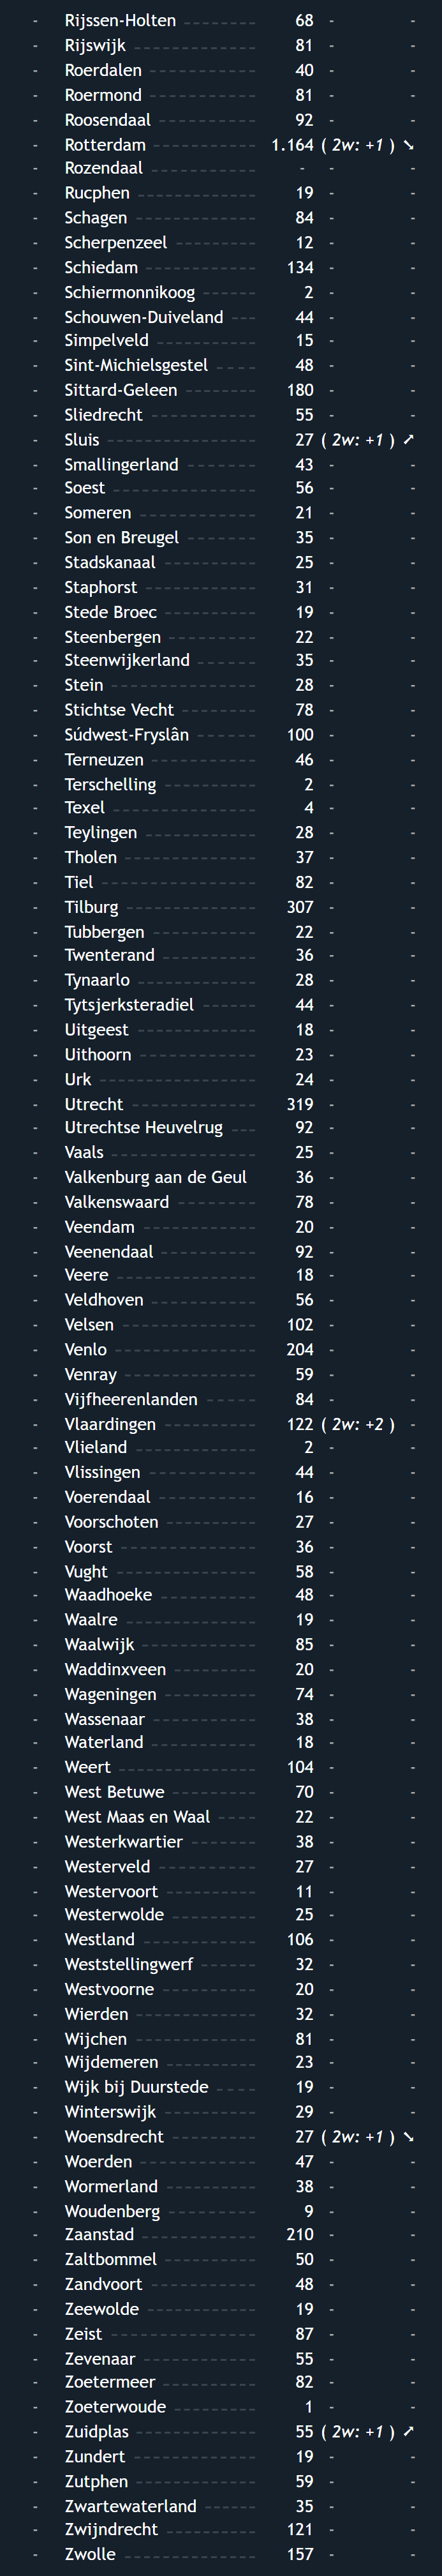 - Rijssen-Holten 68 - -
- Rijswijk 81 - -
- Roerdalen 40 - -
- Roermond 81 - -
- Roosendaal 92 - -
- Rotterdam 1.164 ( 2w: +1 ) ➘
- Rozendaal - - -
- Rucphen 19 - -
- Schagen 84 - -
- Scherpenzeel 12 - -
- Schiedam 134 - -
- Schiermonnikoog 2 - -
- Schouwen-Duiveland 44 - -
- Simpelveld 15 - -
- Sint-Michielsgestel 48 - -
- Sittard-Geleen 180 - -
- Sliedrecht 55 - -
- Sluis 27 ( 2w: +1 ) ➚
- Smallingerland 43 - -
- Soest 56 - -
- Someren 21 - -
- Son en Breugel 35 - -
- Stadskanaal 25 - -
- Staphorst 31 - -
- Stede Broec 19 - -
- Steenbergen 22 - -
- Steenwijkerland 35 - -
- Stein 28 - -
- Stichtse Vecht 78 - -
- Súdwest-Fryslân 100 - -
- Terneuzen 46 - -
- Terschelling 2 - -
- Texel 4 - -
- Teylingen 28 - -
- Tholen 37 - -
- Tiel 82 - -
- Tilburg 307 - -
- Tubbergen 22 - -
- Twenterand 36 - -
- Tynaarlo 28 - -
- Tytsjerksteradiel 44 - -
- Uitgeest 18 - -
- Uithoorn 23 - -
- Urk 24 - -
- Utrecht 319 - -
- Utrechtse Heuvelrug 92 - -
- Vaals 25 - -
- Valkenburg aan de Geul 36 - -
- Valkenswaard 78 - -
- Veendam 20 - -
- Veenendaal 92 - -
- Veere 18 - -
- Veldhoven 56 - -
- Velsen 102 - -
- Venlo 204 - -
- Venray 59 - -
- Vijfheerenlanden 84 - -
- Vlaardingen 122 ( 2w: +2 ) -
- Vlieland 2 - -
- Vlissingen 44 - -
- Voerendaal 16 - -
- Voorschoten 27 - -
- Voorst 36 - -
- Vught 58 - -
- Waadhoeke 48 - -
- Waalre 19 - -
- Waalwijk 85 - -
- Waddinxveen 20 - -
- Wageningen 74 - -
- Wassenaar 38 - -
- Waterland 18 - -
- Weert 104 - -
- West Betuwe 70 - -
- West Maas en Waal 22 - -
- Westerkwartier 38 - -
- Westerveld 27 - -
- Westervoort 11 - -
- Westerwolde 25 - -
- Westland 106 - -
- Weststellingwerf 32 - -
- Westvoorne 20 - -
- Wierden 32 - -
- Wijchen 81 - -
- Wijdemeren 23 - -
- Wijk bij Duurstede 19 - -
- Winterswijk 29 - -
- Woensdrecht 27 ( 2w: +1 ) ➘
- Woerden 47 - -
- Wormerland 38 - -
- Woudenberg 9 - -
- Zaanstad 210 - -
- Zaltbommel 50 - -
- Zandvoort 48 - -
- Zeewolde 19 - -
- Zeist 87 - -
- Zevenaar 55 - -
- Zoetermeer 82 - -
- Zoeterwoude 1 - -
- Zuidplas 55 ( 2w: +1 ) ➚
- Zundert 19 - -
- Zutphen 59 - -
- Zwartewaterland 35 - -
- Zwijndrecht 121 - -
- Zwolle 157 - -